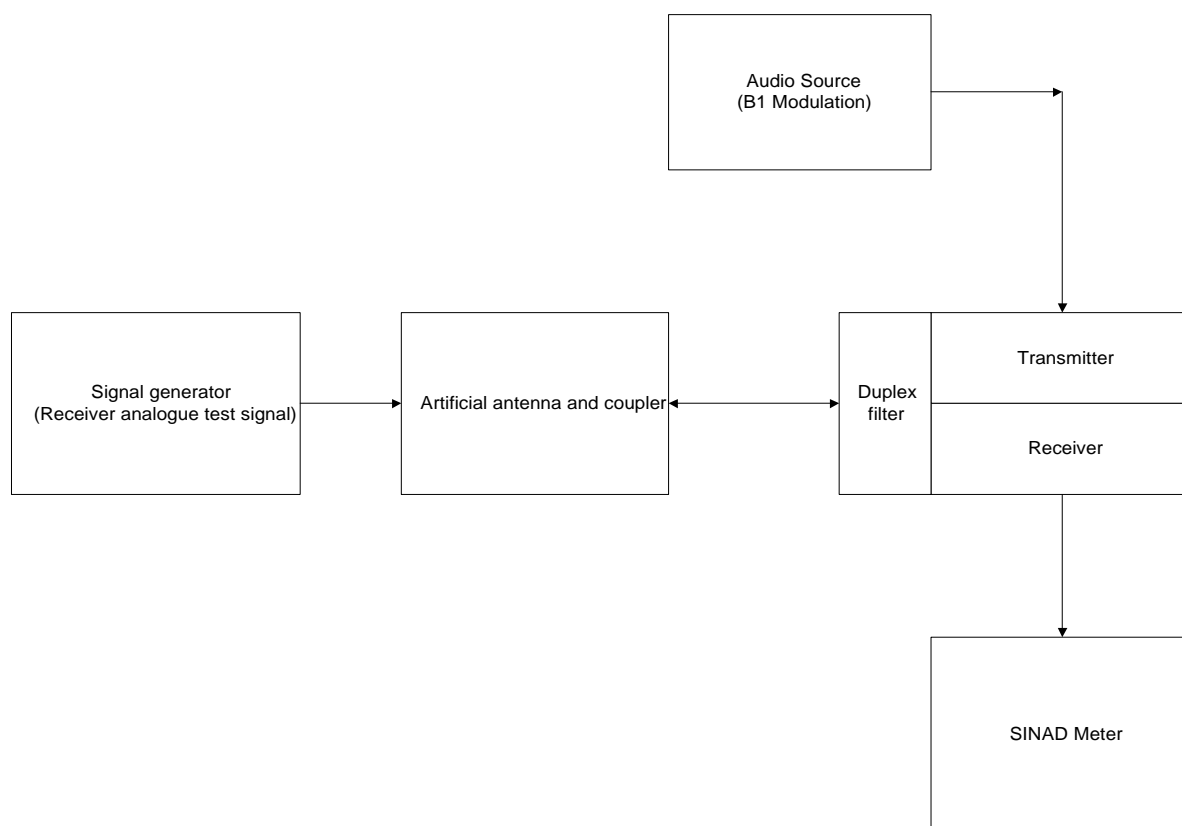 Audio Source
(B1 Modulation)
Signal generator
(Receiver analogue test signal)
Artificial antenna and coupler
Duplex
filter
Transmitter
Receiver
SINAD Meter